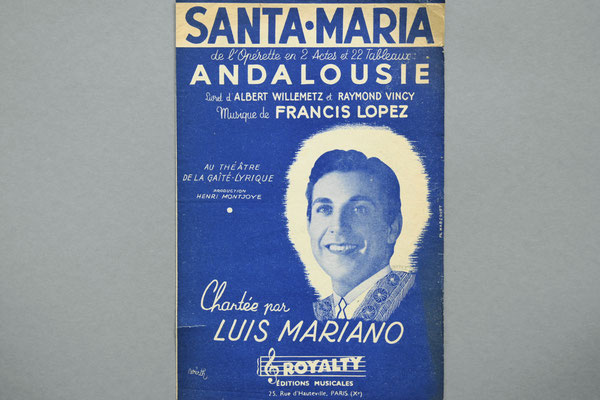 SANTA•MARIA
de l'Opérette en 2 Actes et 22 Tableaux:
ANDALOUSIE
Livret d'ALBERT WILLEMETZ et RAYMOND VINCY
Musique de FRANCIS LOPEZ
AU THÉÂTRE
DE LA GAÎTÉ-LYRIQUE
PRODUCTION
HENRI MONTJOYE
Chantée par
LUIS MARIANO
ROYALTY
ÉDITIONS MUSICALES
25, Rue d'Hauteville, PARIS (Xe)